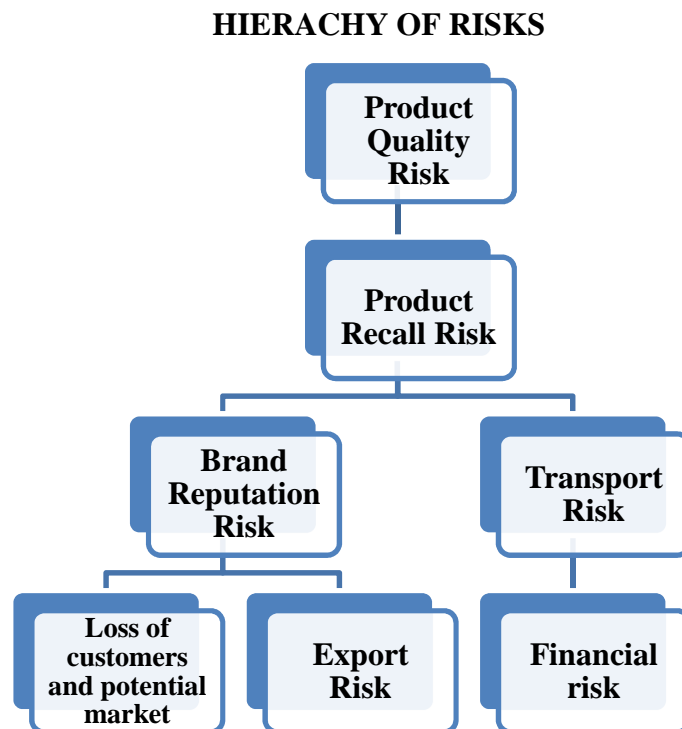 HIERACHY OF RISKS
Product
Quality
Risk
Product
Recall Risk
Brand
Reputation
Risk
Transport
Risk
Loss of
customers
and potential
market
Export
Risk
Financial
risk